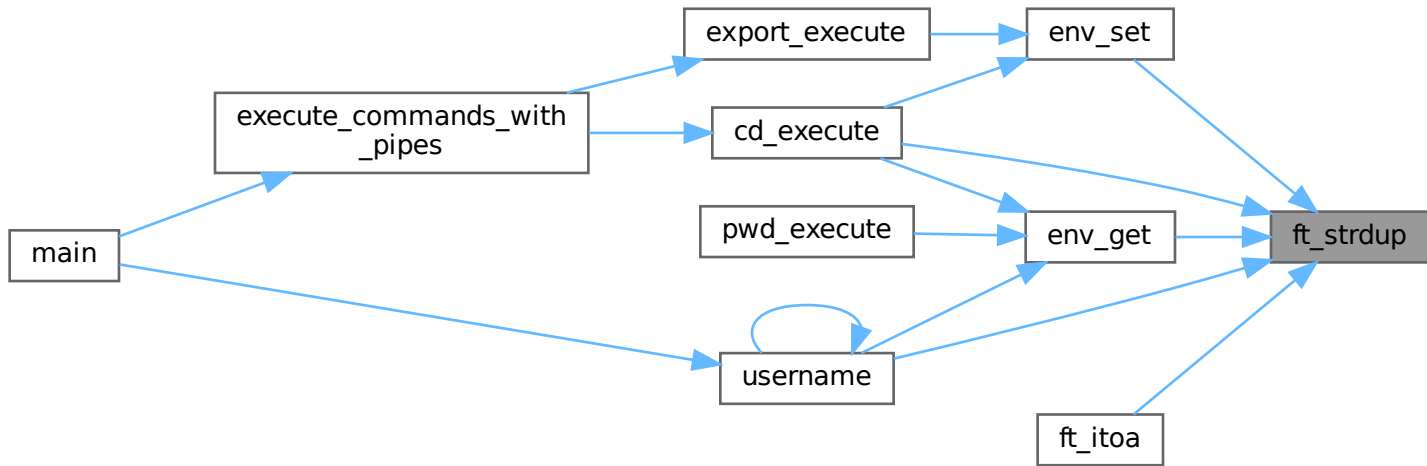 export_execute
env_set
execute_commands_with
_pipes
cd_execute
main
pwd_execute
env_get
ft_strdup
username
ft_itoa